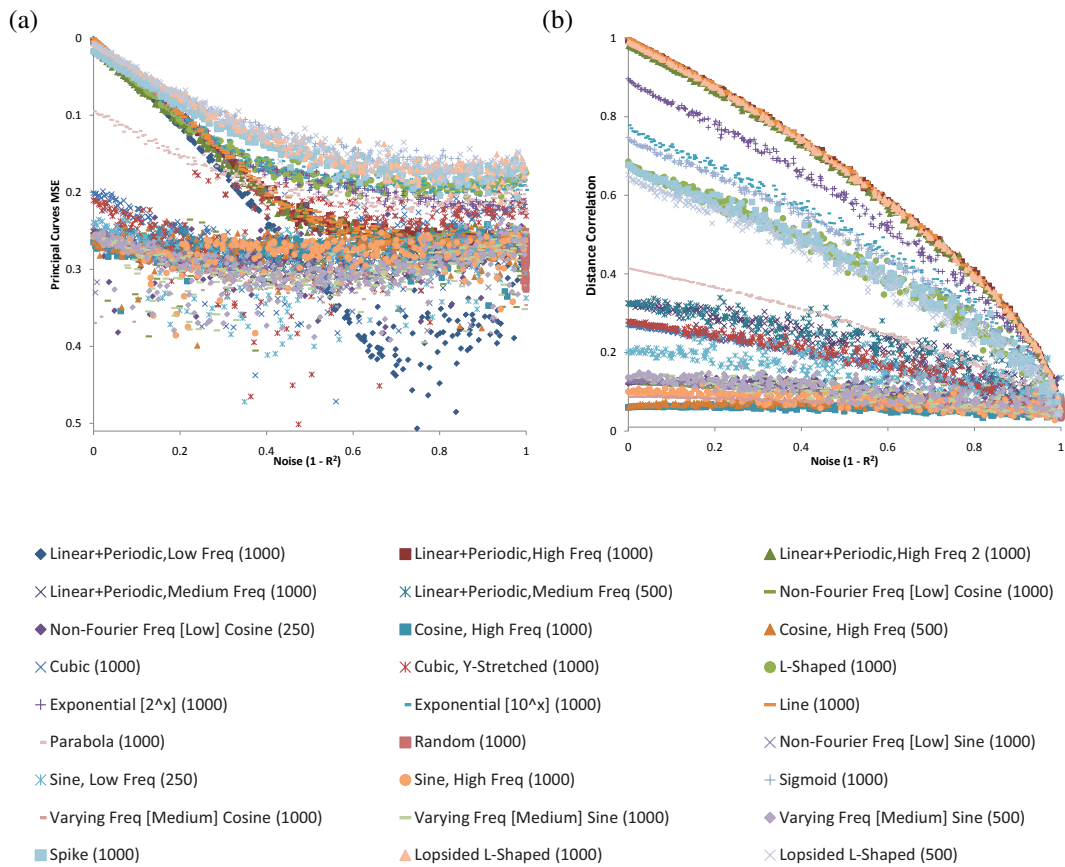 (a)
(b)
0
0.1
0.2
0.3
0.4
0.5
Principal Curves MSE
0 0.2 0.4 0.6 0.8 1
Noise (1 - R²)
1
0.8
0.6
0.4
0.2
0
Distance Correlation
0 0.2 0.4 0.6 0.8 1
Noise (1 - R²)
Linear+Periodic,Low Freq (1000)
Linear+Periodic,High Freq (1000)
Linear+Periodic,High Freq 2 (1000)
Linear+Periodic,Medium Freq (1000)
Linear+Periodic,Medium Freq (500)
Non-Fourier Freq [Low] Cosine (1000)
Non-Fourier Freq [Low] Cosine (250)
Cosine, High Freq (1000)
Cosine, High Freq (500)
Cubic (1000)
Cubic, Y-Stretched (1000)
L-Shaped (1000)
Exponential [2^x] (1000)
Exponential [10^x] (1000)
Line (1000)
Parabola (1000)
Random (1000)
Non-Fourier Freq [Low] Sine (1000)
Sine, Low Freq (250)
Sine, High Freq (1000)
Sigmoid (1000)
Varying Freq [Medium] Cosine (1000)
Varying Freq [Medium] Sine (1000)
Varying Freq [Medium] Sine (500)
Spike (1000)
Lopsided L-Shaped (1000)
Lopsided L-Shaped (500)